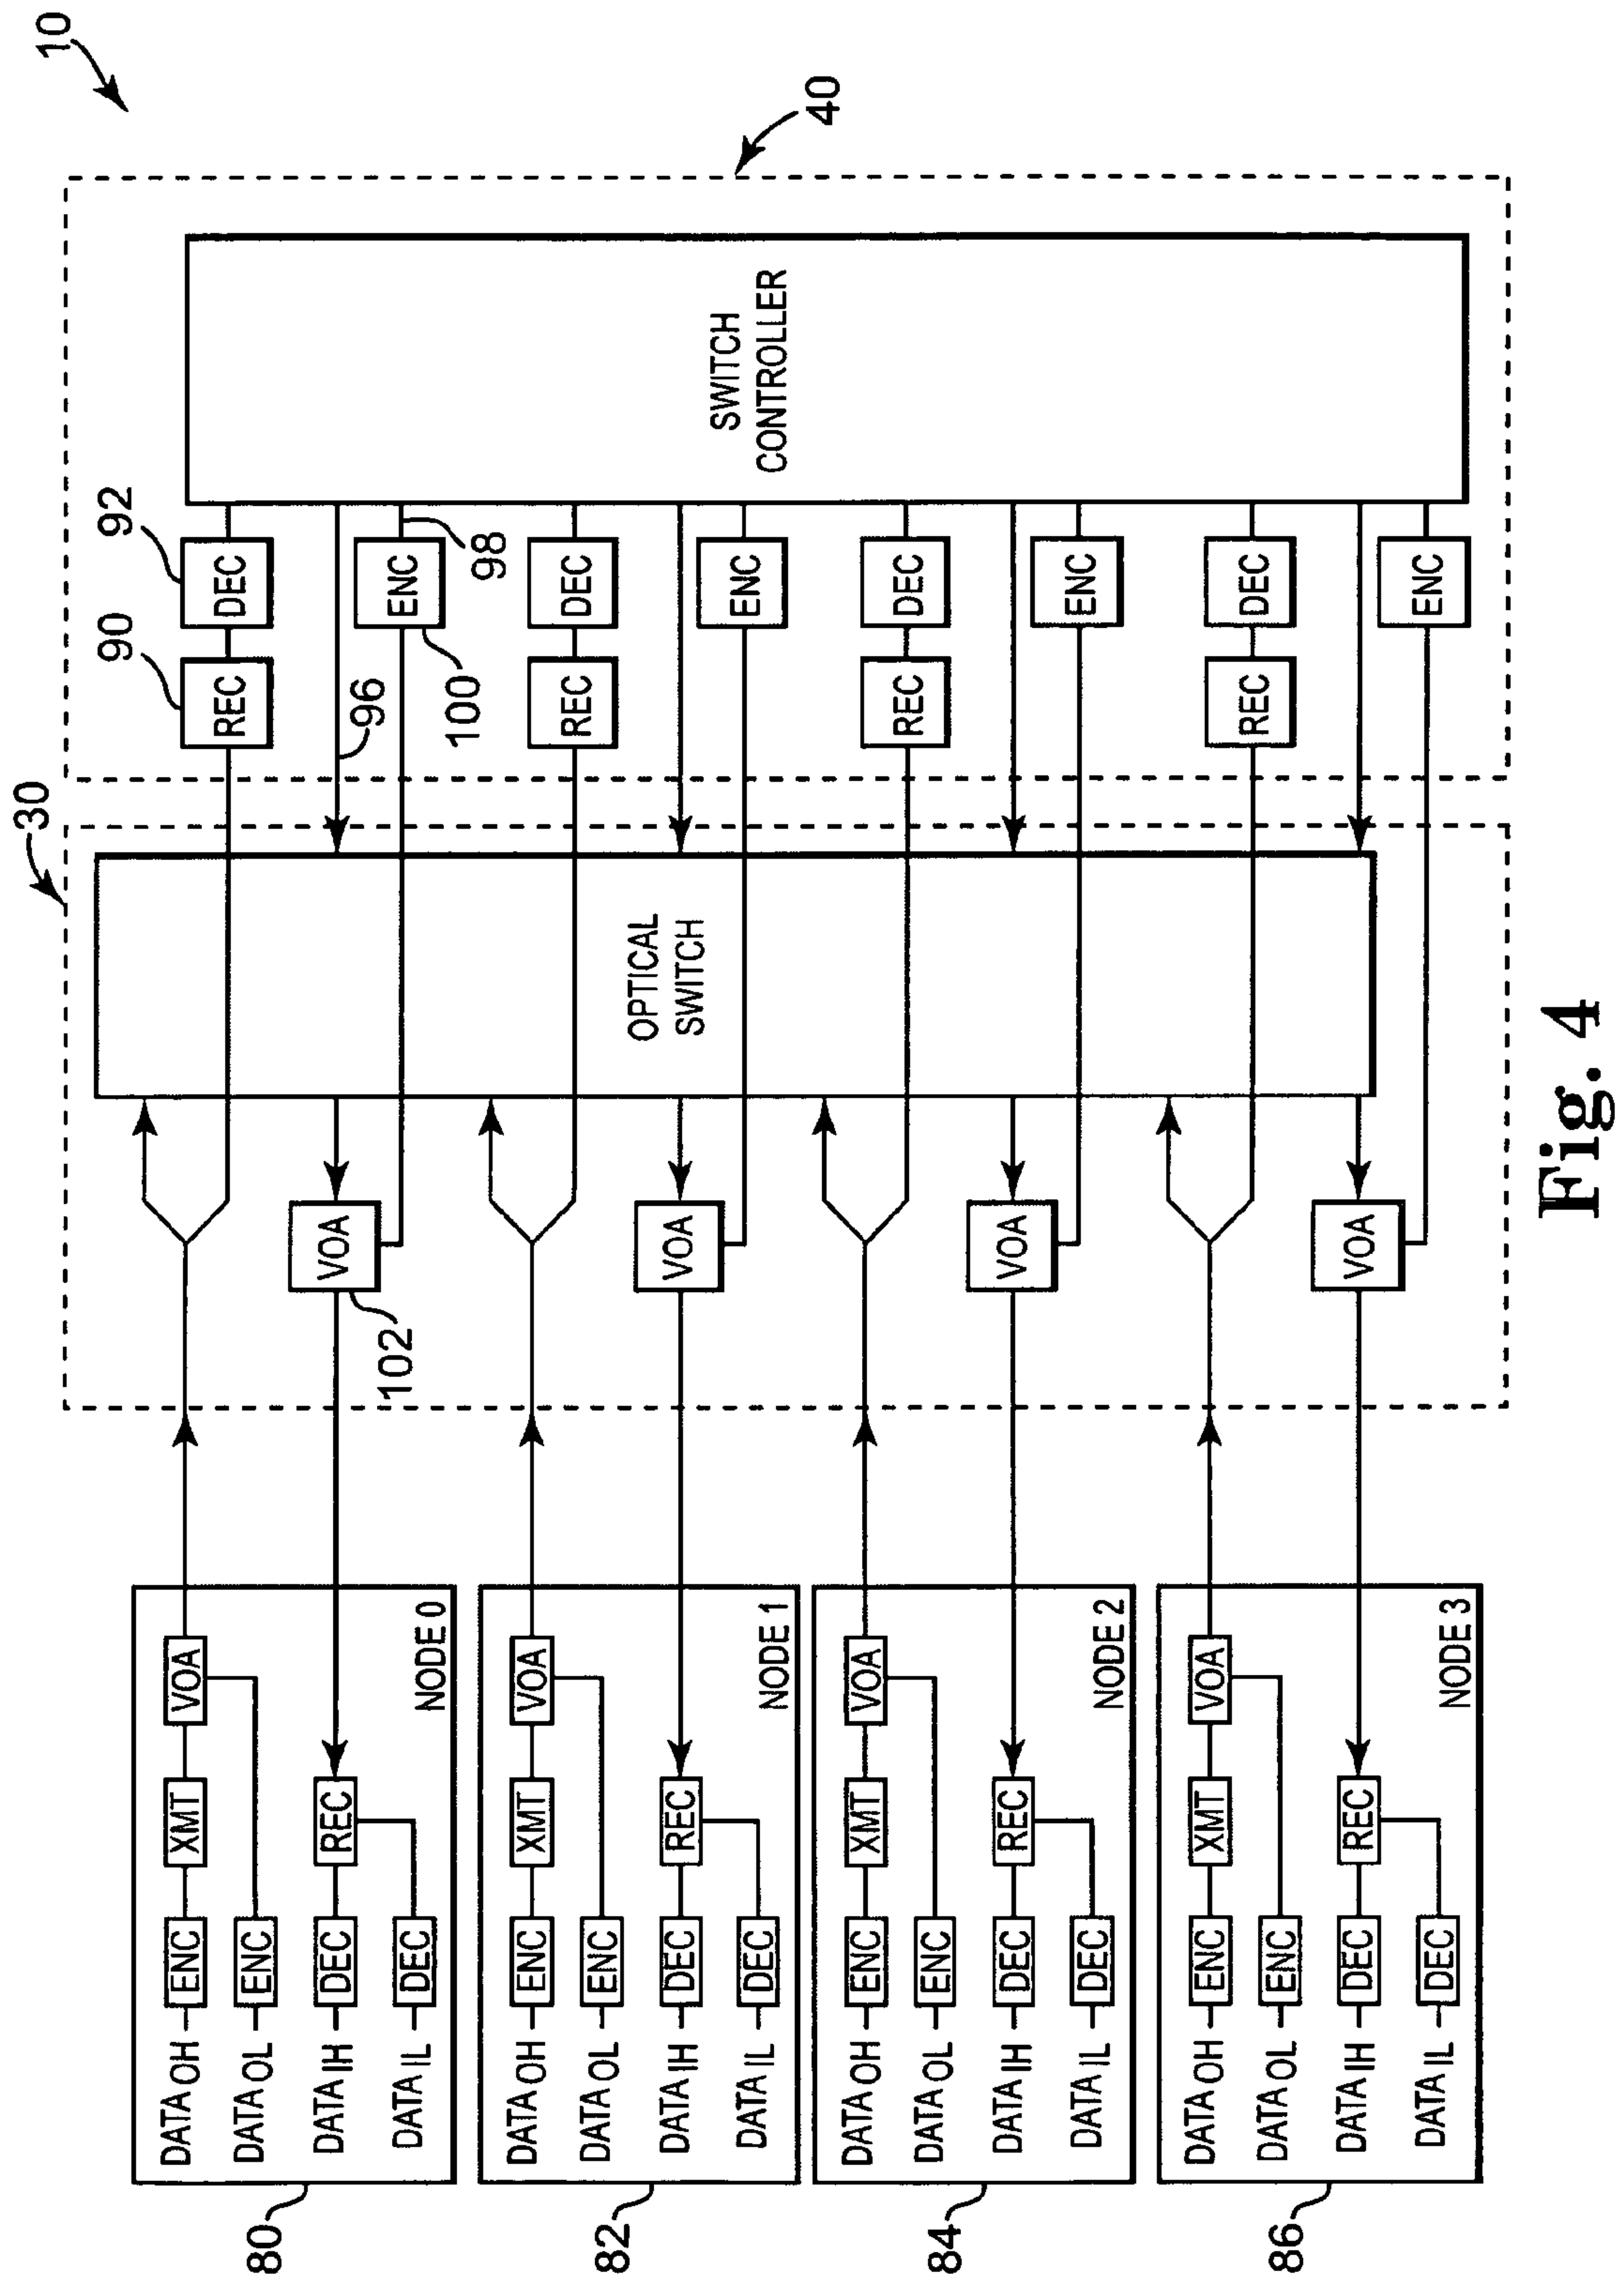 10
40
30
90
92
96
98
100
102
REC
DEC
ENC
REC
DEC
ENC
REC
DEC
ENC
REC
DEC
ENC
SWITCH
CONTROLLER
OPTICAL
SWITCH
VOA
VOA
VOA
VOA
DATA OH
ENC
XMT
VOA
DATA OL
ENC
DATA IH
DEC
REC
DATA IL
DEC
NODE 0
80
DATA OH
ENC
XMT
VOA
DATA OL
ENC
DATA IH
DEC
REC
DATA IL
DEC
NODE 1
82
DATA OH
ENC
XMT
VOA
DATA OL
ENC
DATA IH
DEC
REC
DATA IL
DEC
NODE 2
84
DATA OH
ENC
XMT
VOA
DATA OL
ENC
DATA IH
DEC
REC
DATA IL
DEC
NODE 3
86
Fig. 4